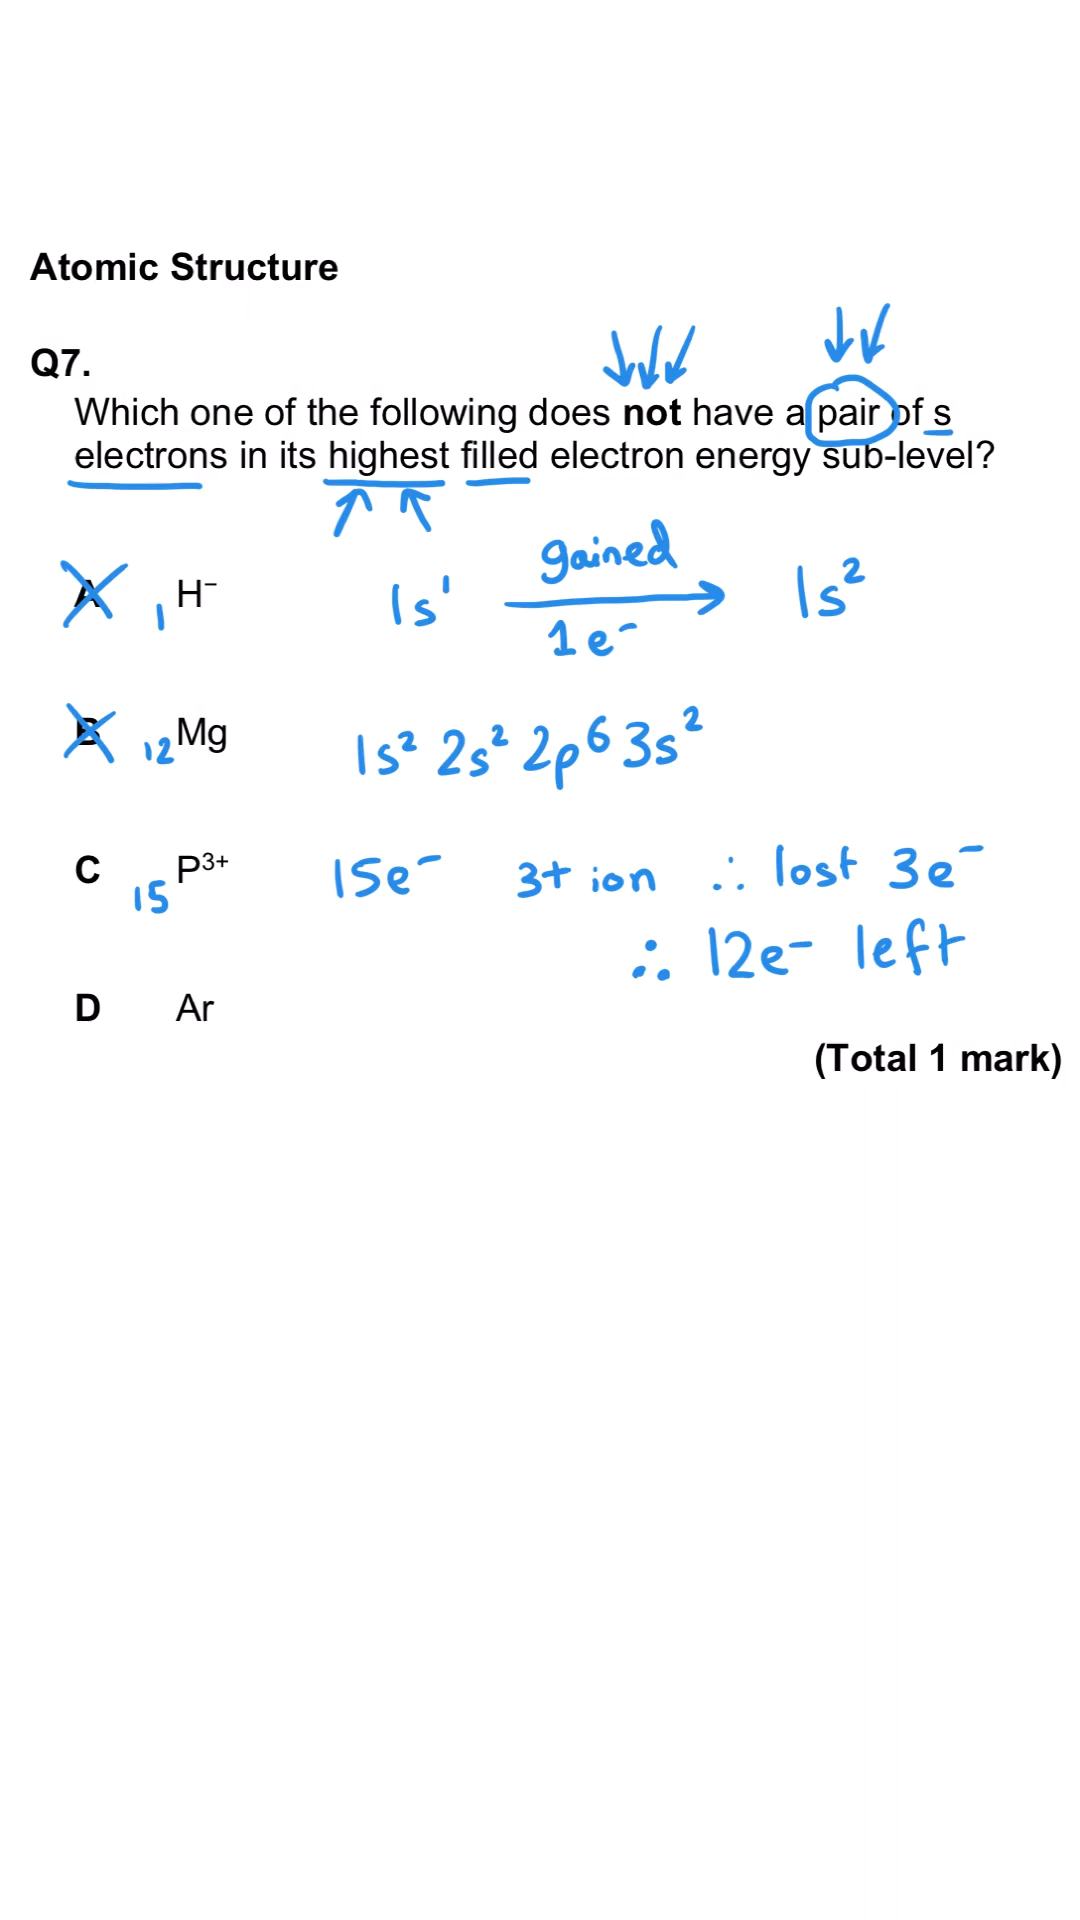 Atomic Structure
Q7.
Which one of the following does not have a pair of s
electrons in its highest filled electron energy sub-level?
A ₁H⁻ 1s¹ gained 1e⁻ → 1s²
B ₁₂Mg 1s² 2s² 2p⁶ 3s²
C ₁₅P³⁺ 15e⁻ 3+ ion ∴ lost 3e⁻
∴ 12e⁻ left
D Ar
(Total 1 mark)